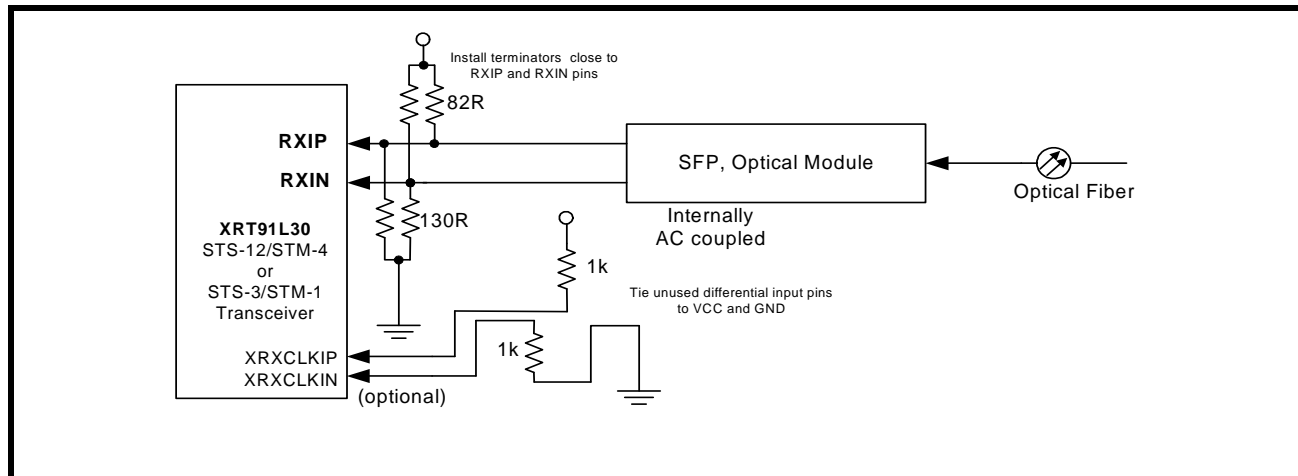 Install terminators close to
RXIP and RXIN pins
82R
RXIP
RXIN
SFP, Optical Module
Optical Fiber
130R
Internally
AC coupled
XRT91L30
STS-12/STM-4
or
STS-3/STM-1
Transceiver
1k
Tie unused differential input pins
to VCC and GND
1k
XRXCLKIP
XRXCLKIN
(optional)